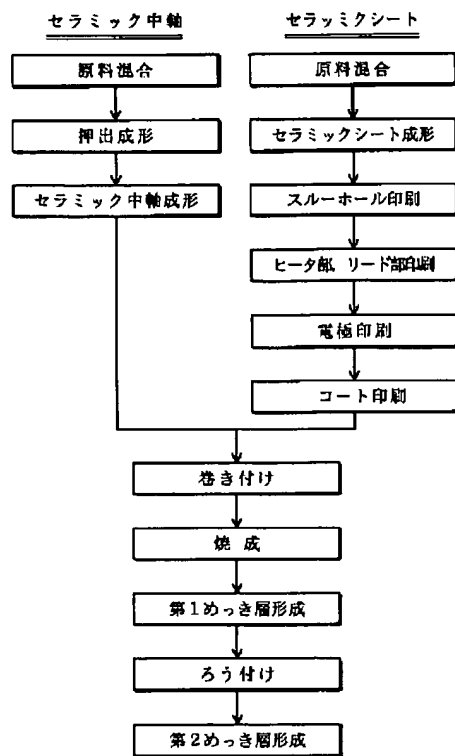 セラミック中軸
原料混合
押出成形
セラミック中軸成形
セラッミクシート
原料混合
セラミックシート成形
スルーホール印刷
ヒータ部, リード部印刷
電極印刷
コート印刷
巻き付け
焼成
第1めっき層形成
ろう付け
第2めっき層形成